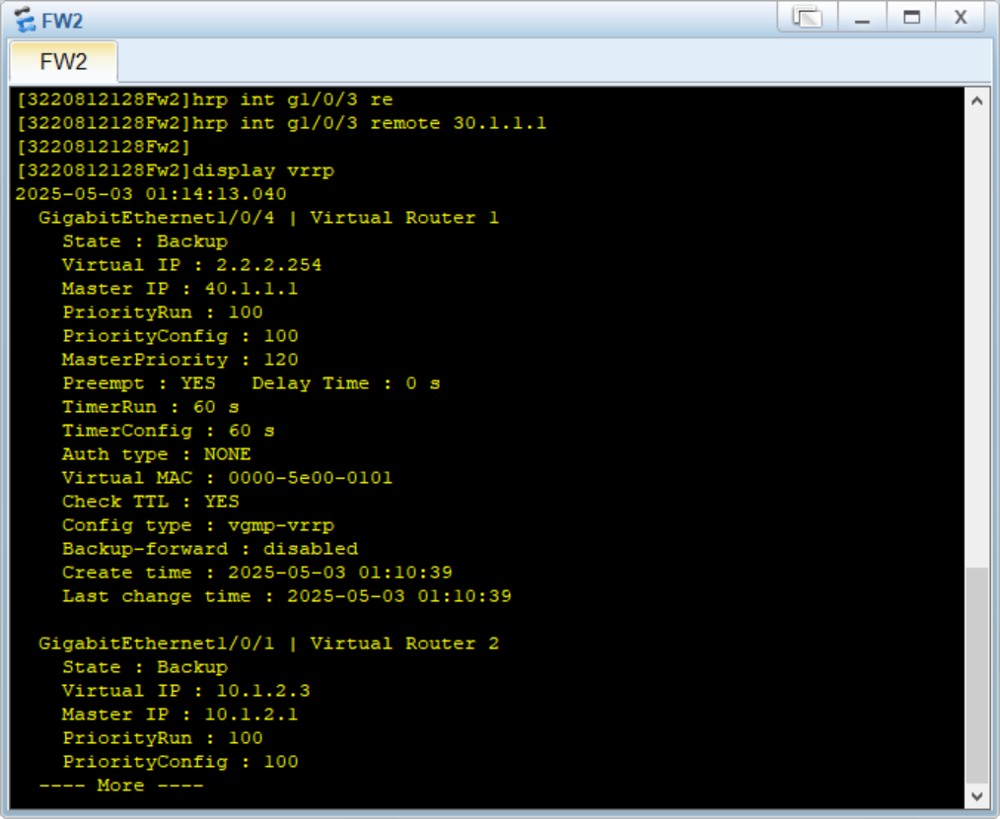 FW2
FW2
[3220812128Fw2]hrp int g1/0/3 re
[3220812128Fw2]hrp int g1/0/3 remote 30.1.1.1
[3220812128Fw2]
[3220812128Fw2]display vrrp
2025-05-03 01:14:13.040
GigabitEthernet1/0/4 | Virtual Router 1
State : Backup
Virtual IP : 2.2.2.254
Master IP : 40.1.1.1
PriorityRun : 100
PriorityConfig : 100
MasterPriority : 120
Preempt : YES   Delay Time : 0 s
TimerRun : 60 s
TimerConfig : 60 s
Auth type : NONE
Virtual MAC : 0000-5e00-0101
Check TTL : YES
Config type : vgmp-vrrp
Backup-forward : disabled
Create time : 2025-05-03 01:10:39
Last change time : 2025-05-03 01:10:39
GigabitEthernet1/0/1 | Virtual Router 2
State : Backup
Virtual IP : 10.1.2.3
Master IP : 10.1.2.1
PriorityRun : 100
PriorityConfig : 100
---- More ----